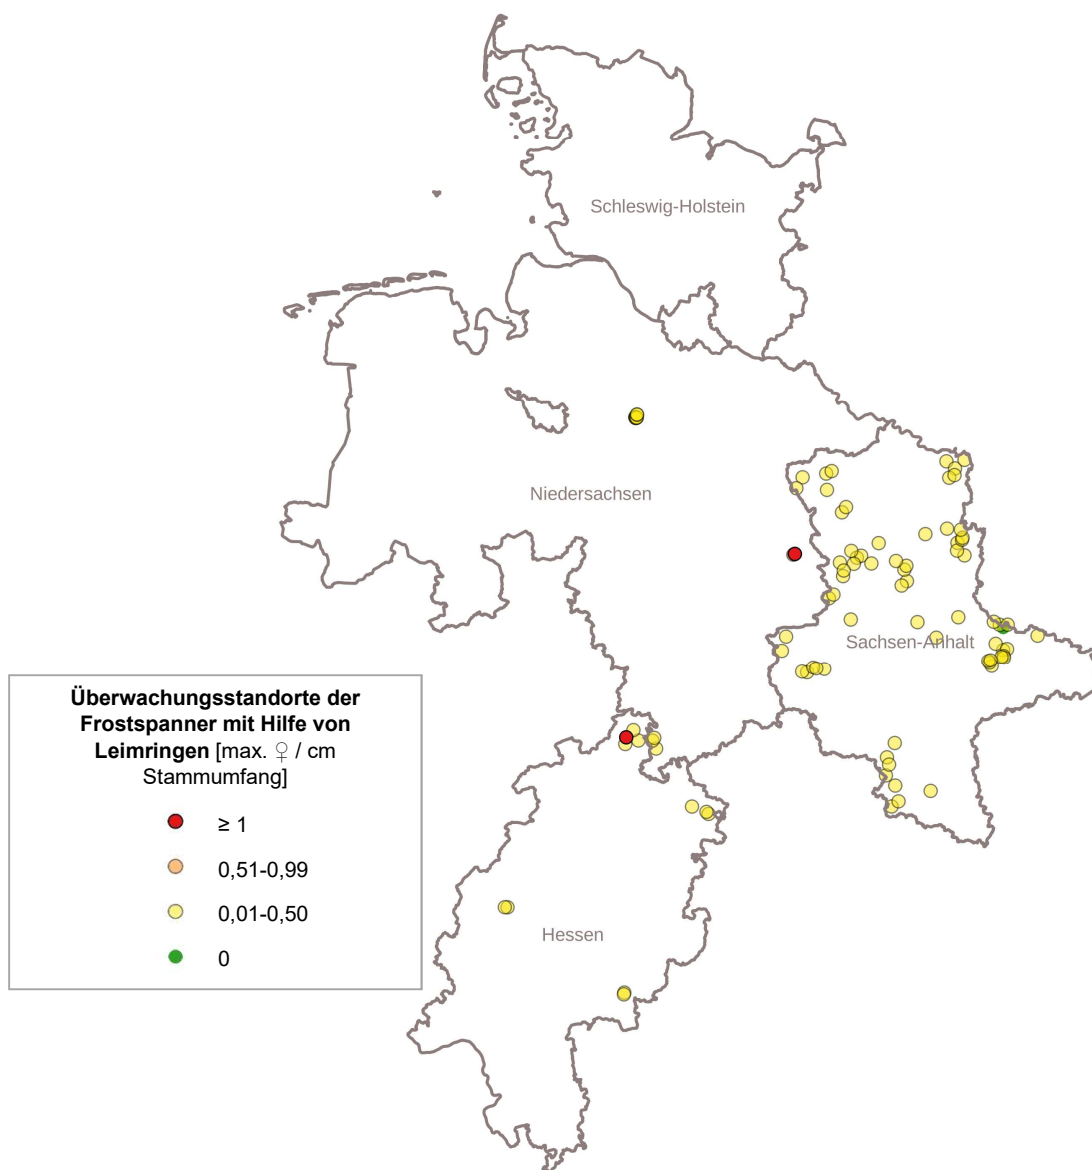 Schleswig-Holstein
Niedersachsen
Sachsen-Anhalt
Überwachungsstandorte der
Frostspanner mit Hilfe von
Leimringen [max. ♀ / cm
Stammumfang]
≥ 1
0,51-0,99
0,01-0,50
0
Hessen